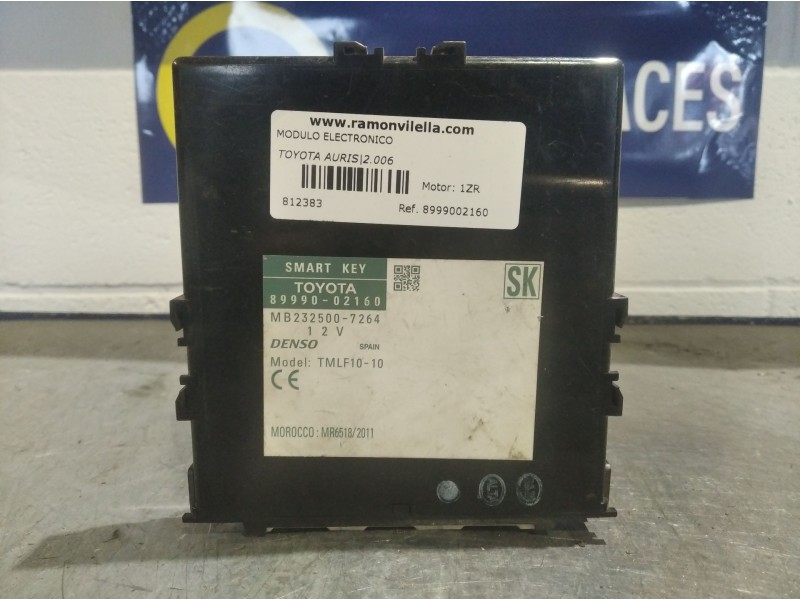 ACES
www.ramonvilella.com
MODULO ELECTRONICO
TOYOTA AURIS|2.006
Motor: 1ZR
812383
Ref. 8999002160
SMART KEY
TOYOTA
89990-02160
SK
MB232500-7264
12V
DENSO SPAIN
Model: TMLF10-10
CE
MOROCCO : MR6518/2011